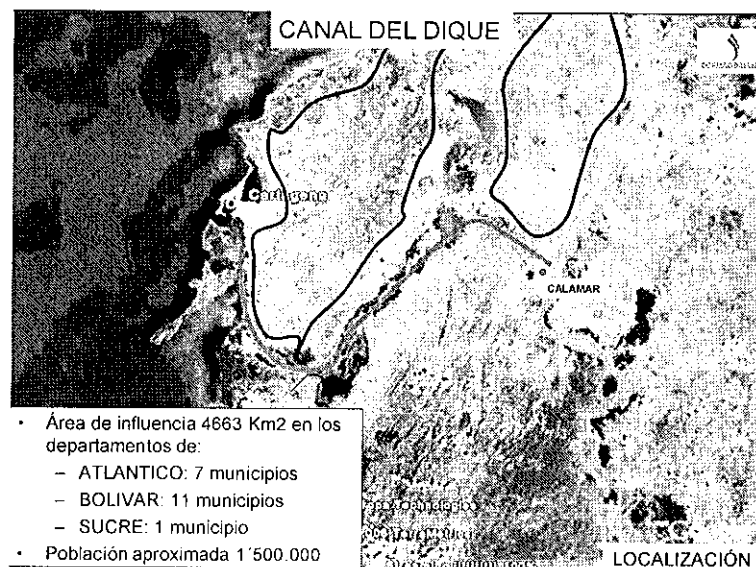 CANAL DEL DIQUE
Cartagena
CALAMAR
• Área de influencia 4663 Km2 en los
departamentos de:
– ATLANTICO: 7 municipios
– BOLIVAR: 11 municipios
– SUCRE: 1 municipio
• Población aproximada 1´500.000
LOCALIZACIÓN